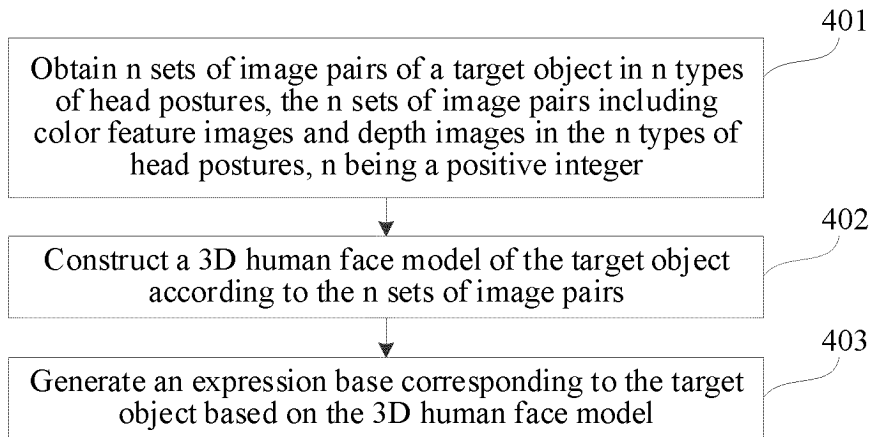 401
Obtain n sets of image pairs of a target object in n types
of head postures, the n sets of image pairs including
color feature images and depth images in the n types of
head postures, n being a positive integer
402
Construct a 3D human face model of the target object
according to the n sets of image pairs
403
Generate an expression base corresponding to the target
object based on the 3D human face model